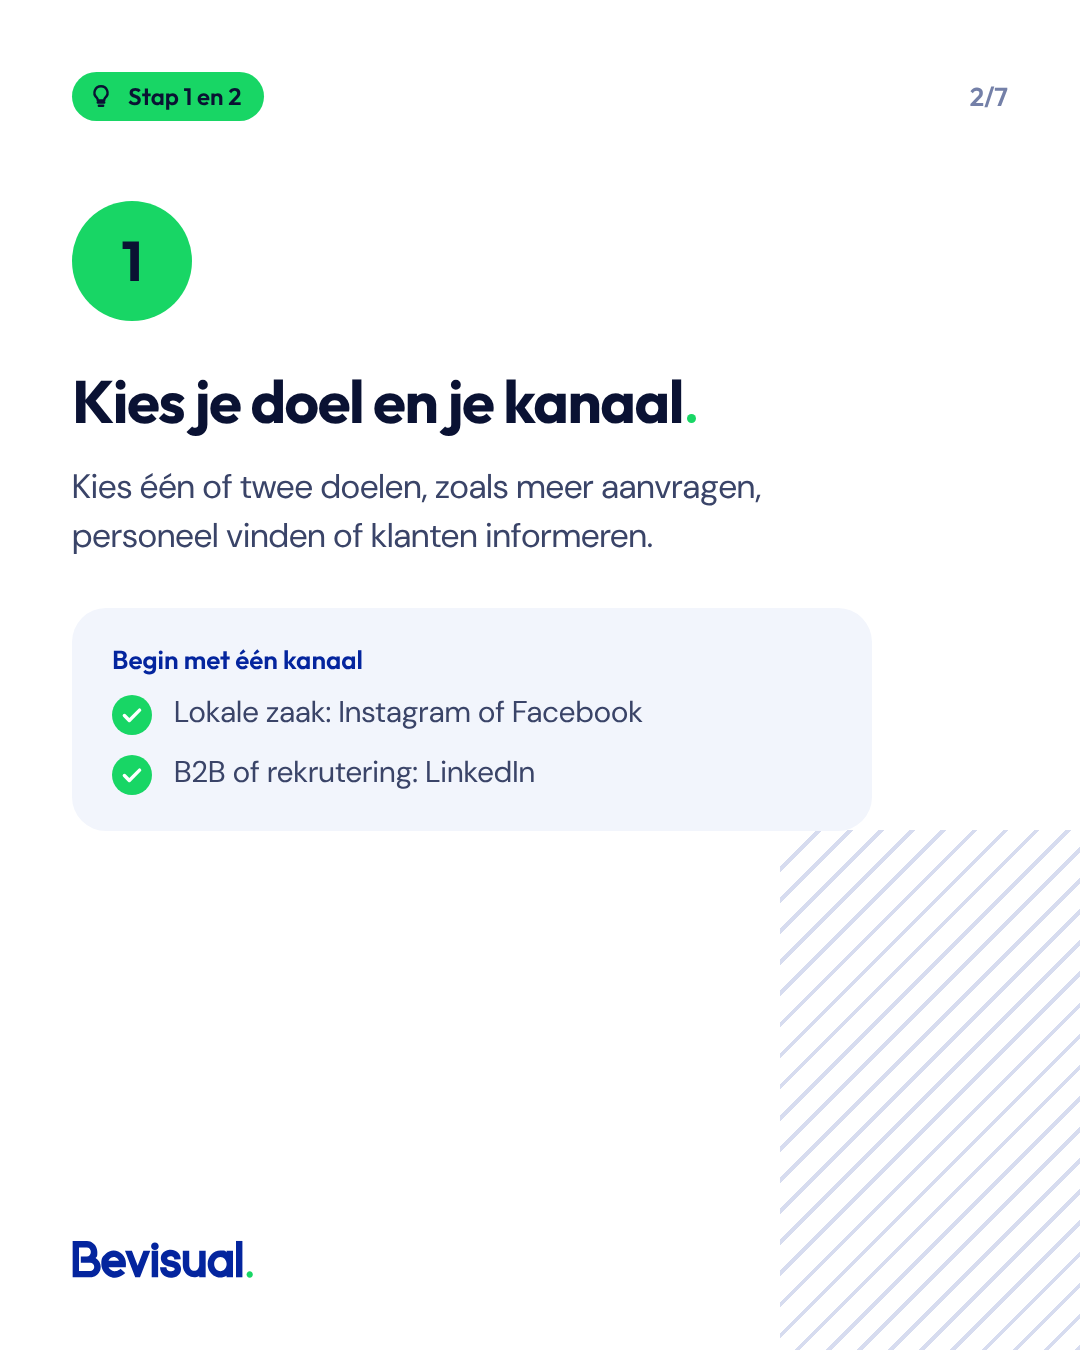 Stap 1 en 2
2/7
1
Kies je doel en je kanaal.
Kies één of twee doelen, zoals meer aanvragen,
personeel vinden of klanten informeren.
Begin met één kanaal
Lokale zaak: Instagram of Facebook
B2B of rekrutering: LinkedIn
Bevisual.